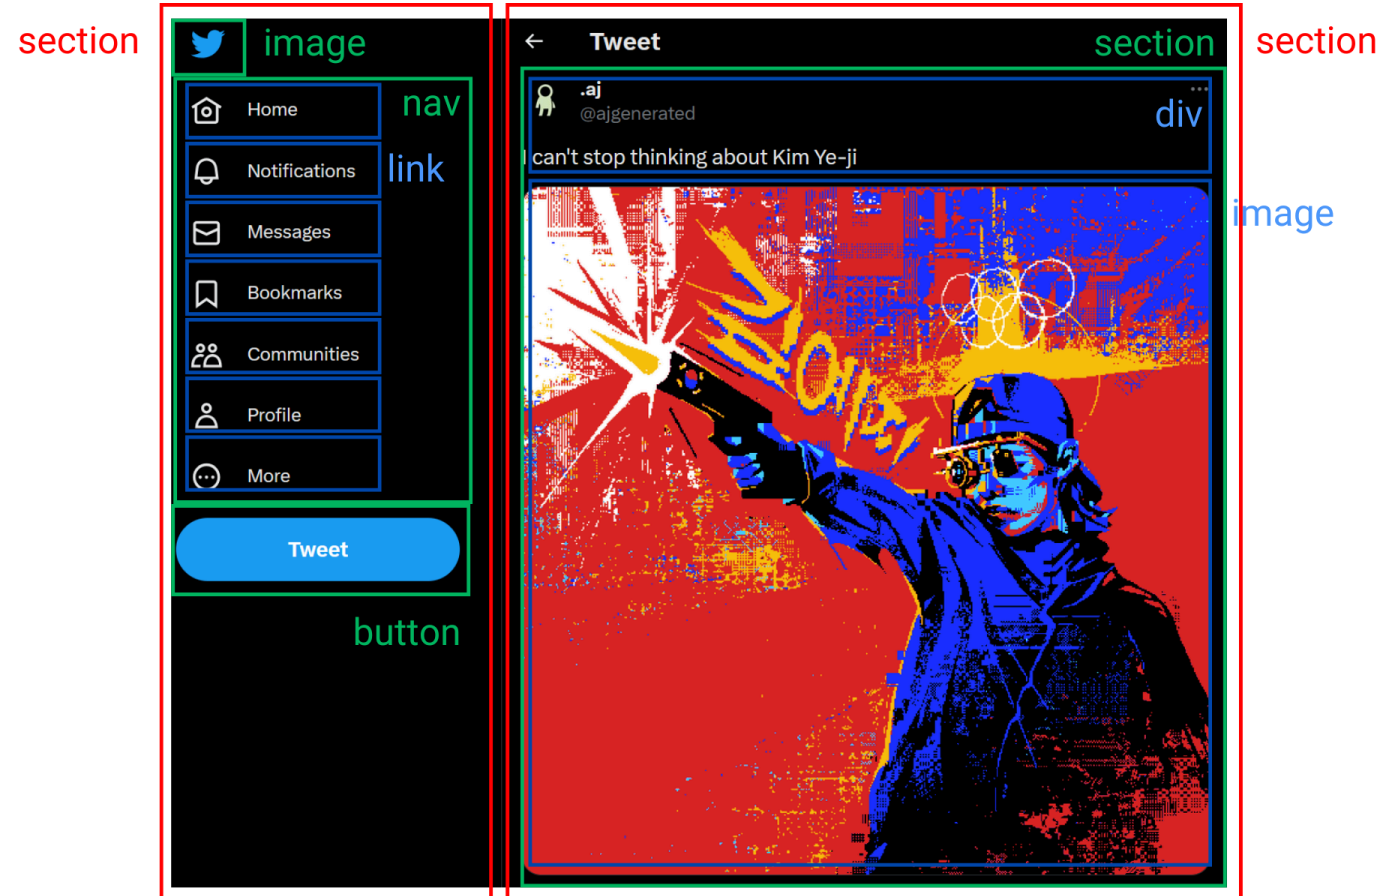 section
image
Tweet
section
section
nav
Home
.aj
@ajgenerated
div
link
Notifications
I can't stop thinking about Kim Ye-ji
image
Messages
Bookmarks
Communities
Profile
More
Tweet
button